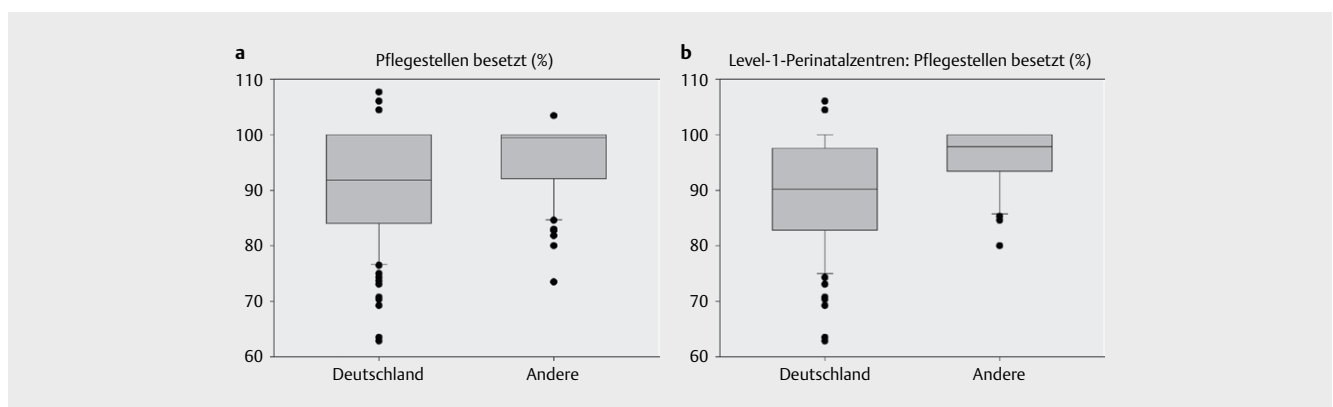 a
Pflegestellen besetzt (%)
110
100
90
80
70
60
Deutschland Andere
b
Level-1-Perinatalzentren: Pflegestellen besetzt (%)
110
100
90
80
70
60
Deutschland Andere